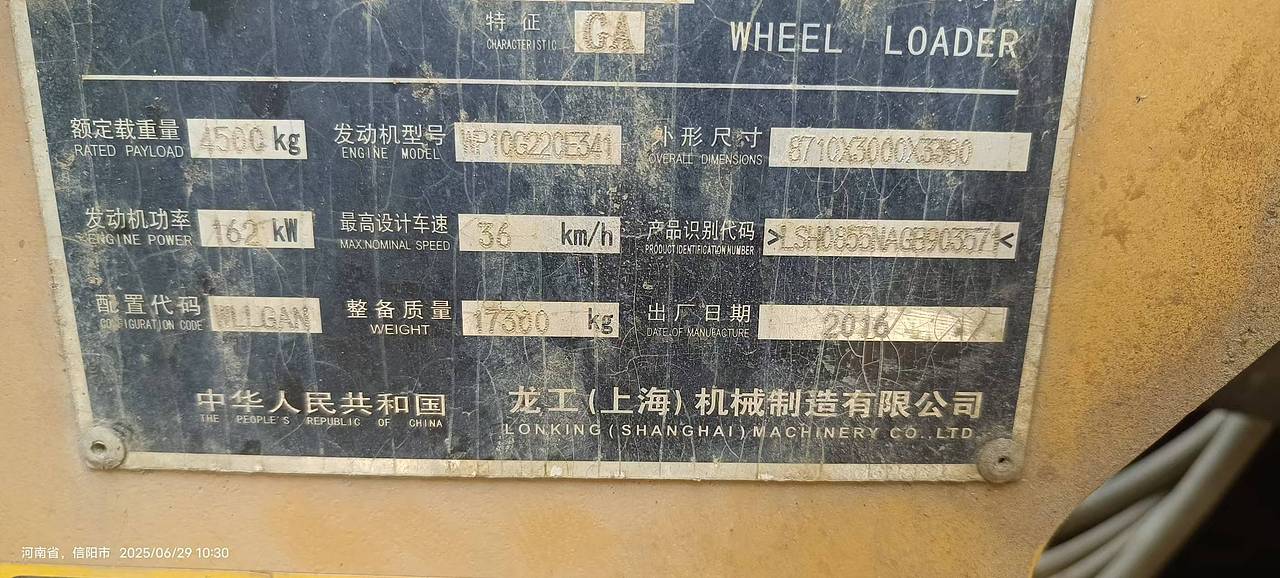 特征 GA
CHARACTERISTIC
WHEEL LOADER
额定载重量 4500 kg 发动机型号 WP10G220E341 外形尺寸 8710X3000X3380
RATED PAYLOAD ENGINE MODEL OVERALL DIMENSIONS
发动机功率 162 kW 最高设计车速 36 km/h 产品识别代码 >LSH0855NAGB903571<
ENGINE POWER MAX.NOMINAL SPEED PRODUCT IDENTIFICATION NUMBER
配置代码 WLLGAN 整备质量 17300 kg 出厂日期 2016/
CONFIGURATION CODE WEIGHT DATE OF MANUFACTURE
中华人民共和国 龙工(上海)机械制造有限公司
THE PEOPLE'S REPUBLIC OF CHINA LONKING(SHANGHAI)MACHINERY CO.,LTD
河南省，信阳市 2025/06/29 10:30